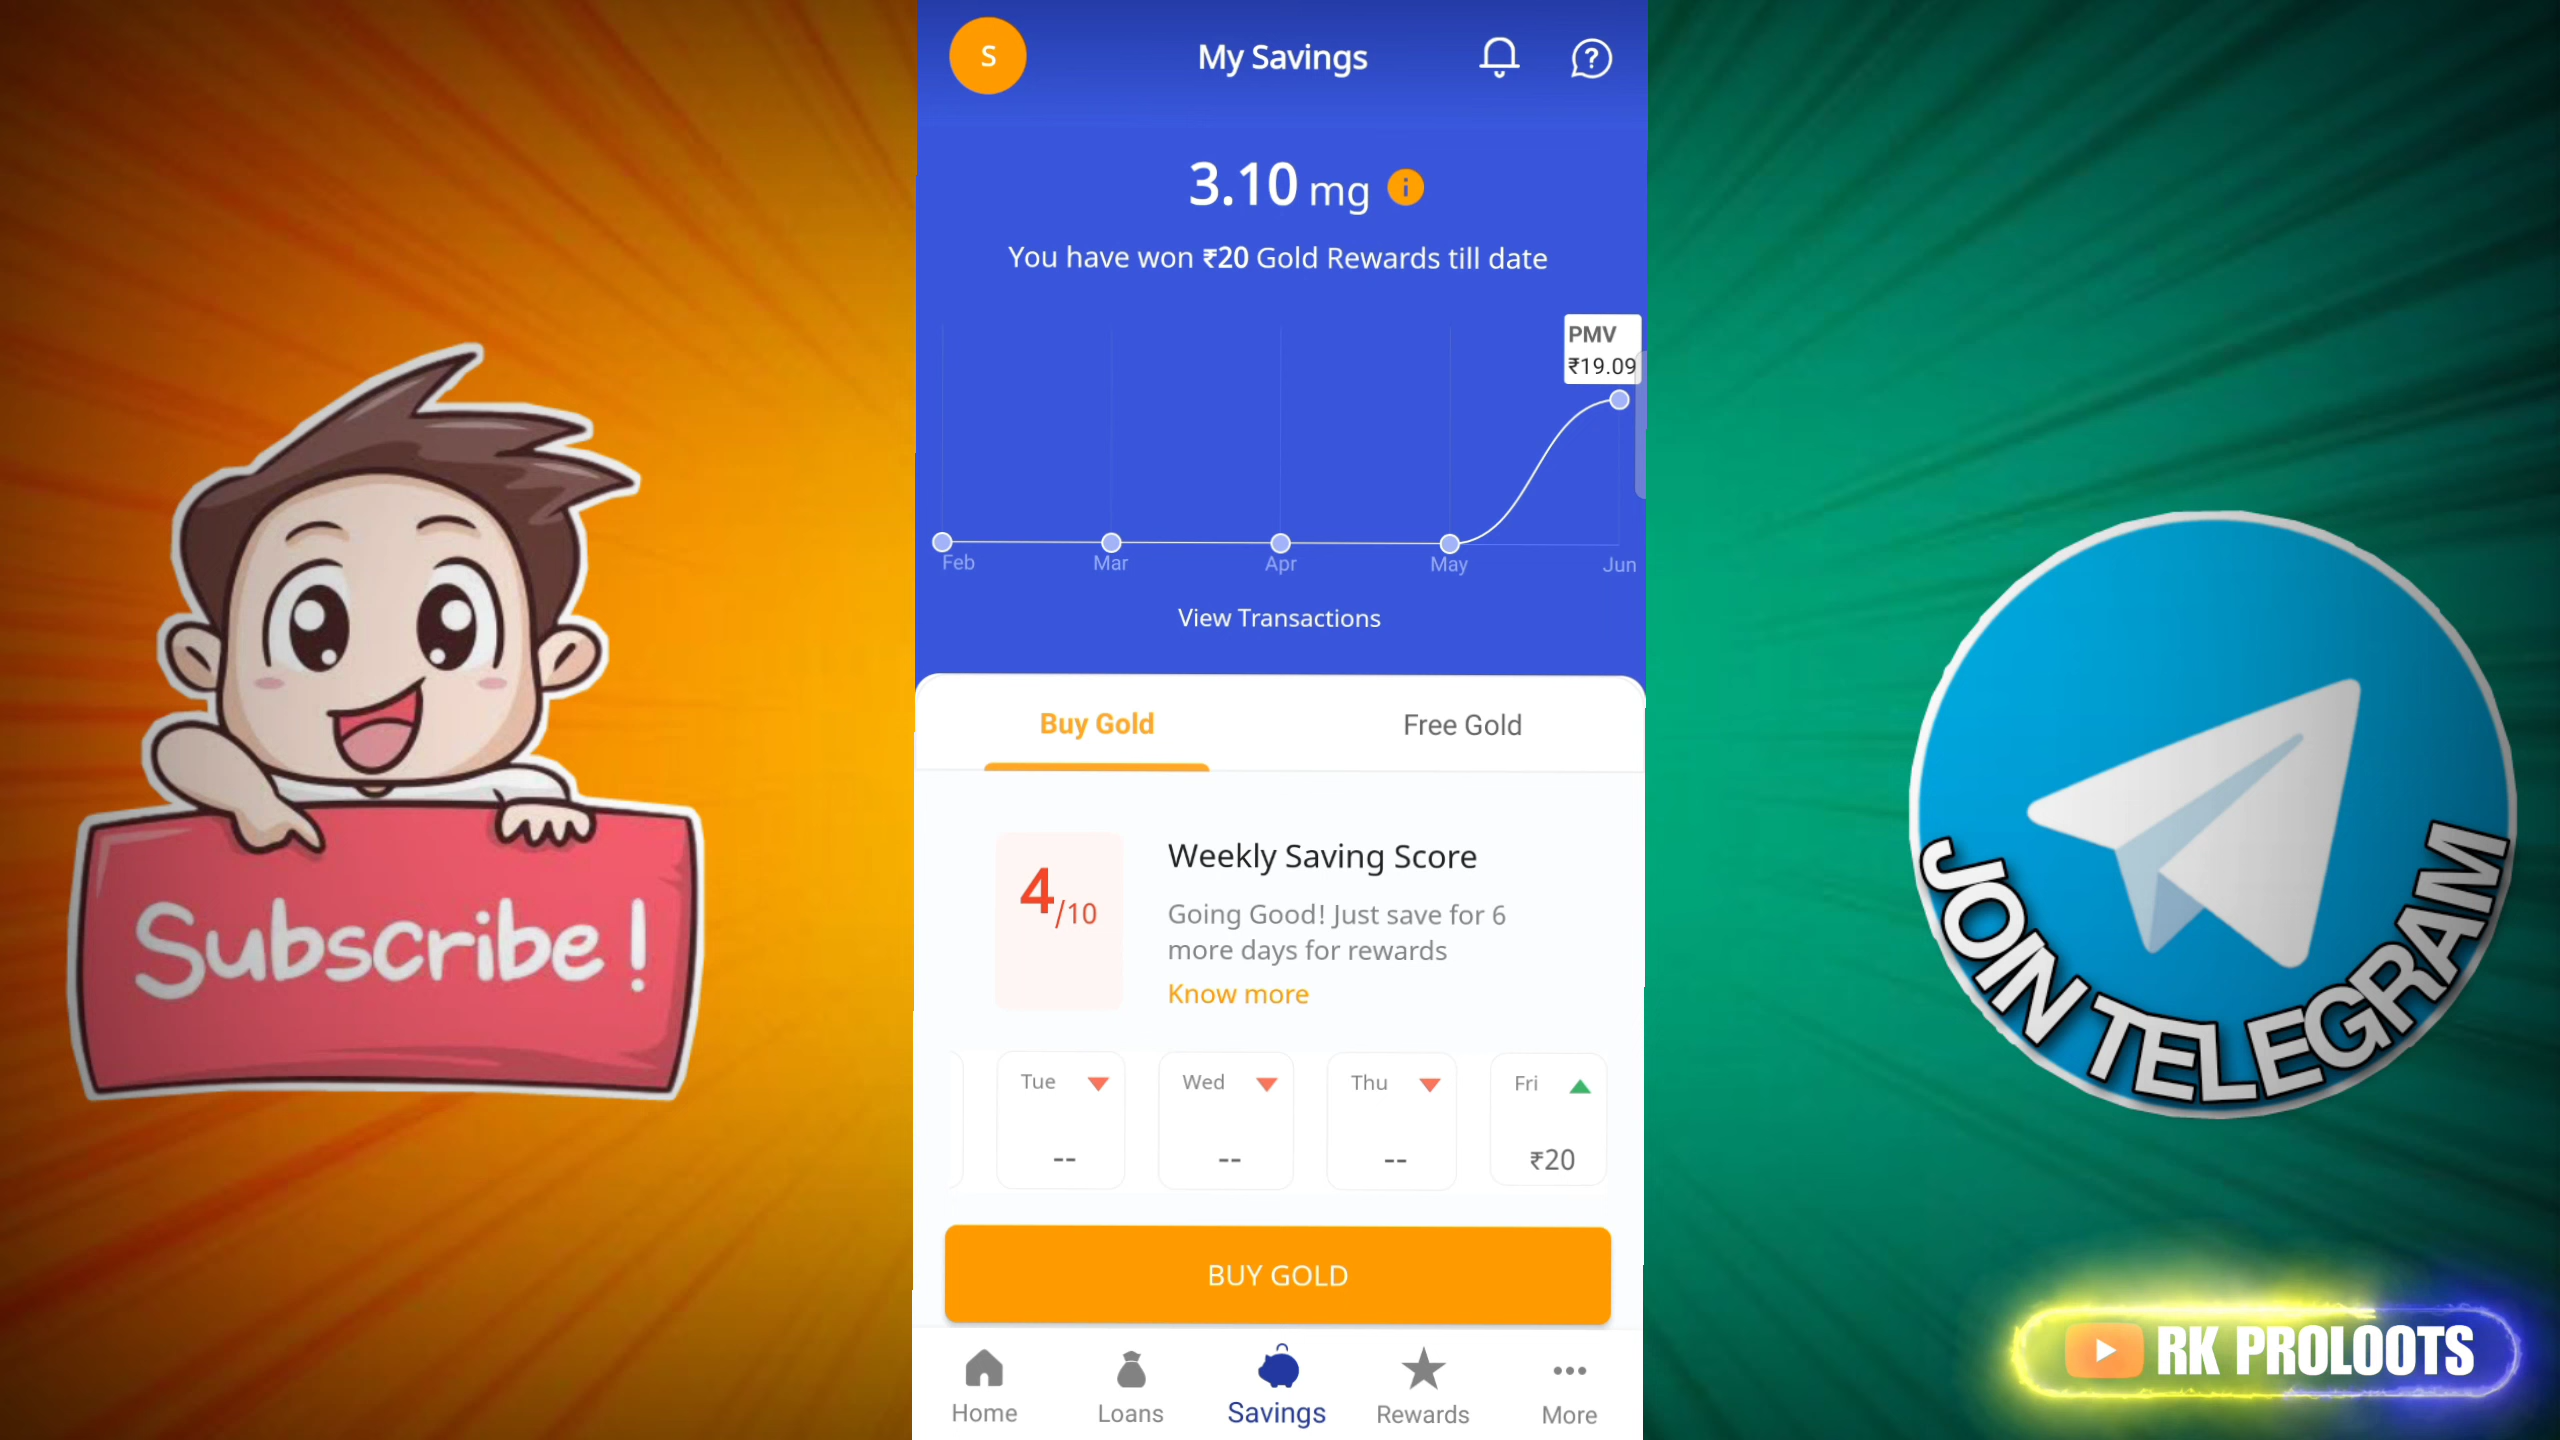 S
My Savings
3.10 mg
You have won ₹20 Gold Rewards till date
PMV
₹19.09
Feb Mar Apr May Jun
View Transactions
Buy Gold Free Gold
4/10
Weekly Saving Score
Going Good! Just save for 6
more days for rewards
Know more
Tue Wed Thu Fri
-- -- -- ₹20
BUY GOLD
Home Loans Savings Rewards More
Subscribe!
JOIN TELEGRAM
RK PROLOOTS